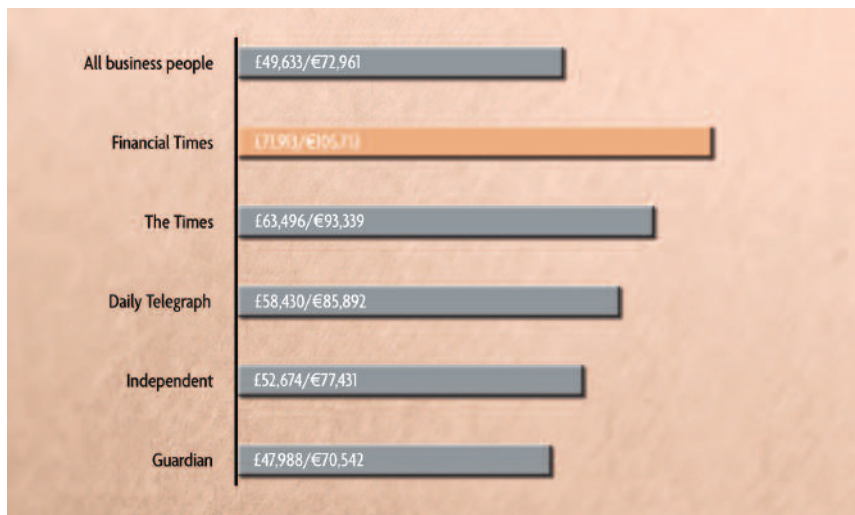 All business people £49,633/€72,961
Financial Times
The Times £63,496/€93,339
Daily Telegraph £58,430/€85,892
Independent £52,674/€77,431
Guardian £47,988/€70,542